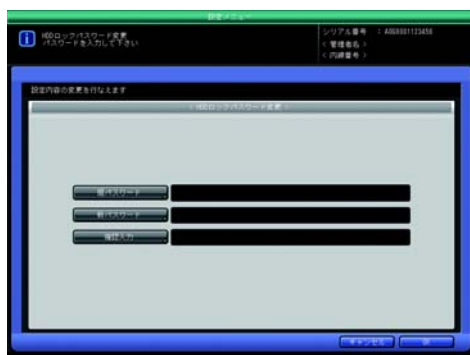 設定メニュー
HDDロックパスワード変更
パスワードを入力して下さい
シリアル番号 : A0G0001123456
< 管理者名 >
< 内線番号 >
設定内容の変更を行なえます
< HDDロックパスワード変更 >
現パスワード
新パスワード
確認入力
キャンセル
OK